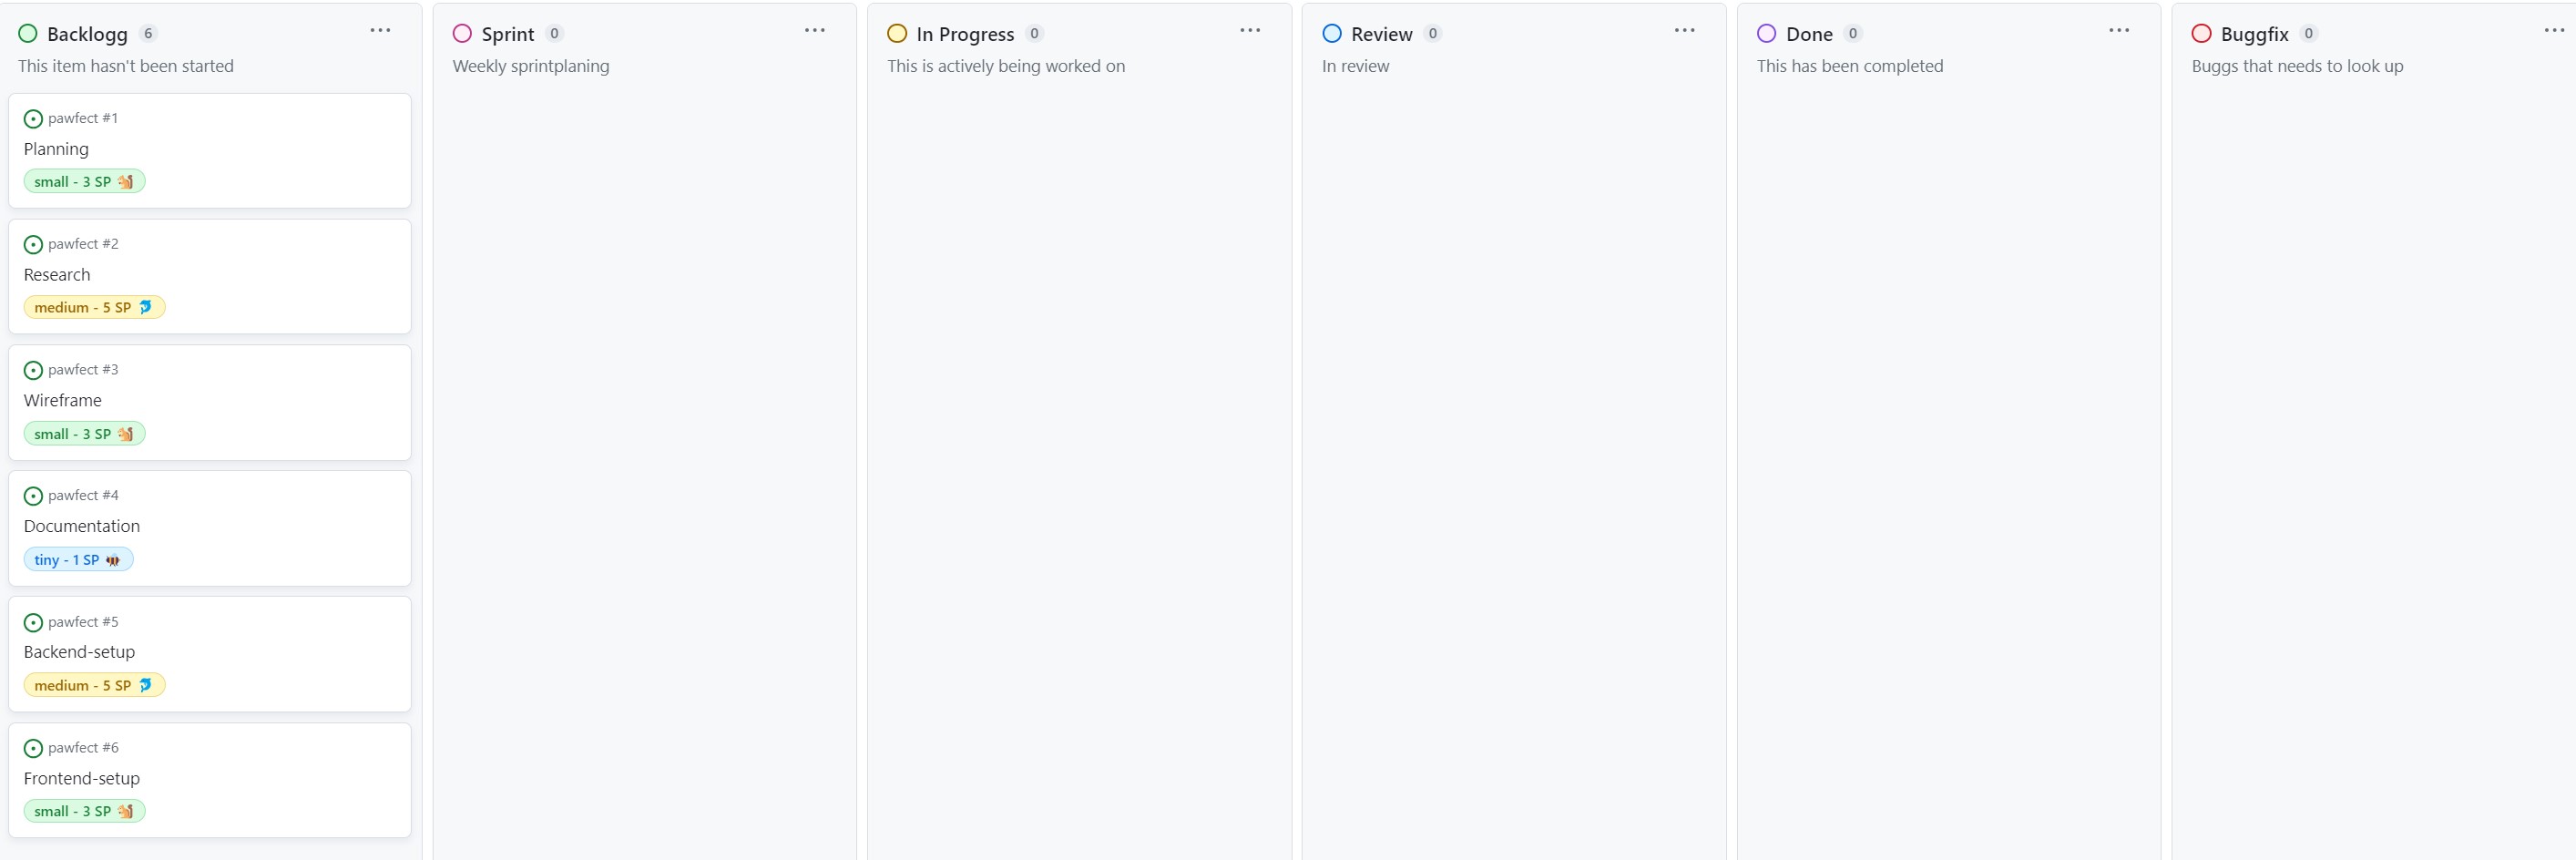 Backlogg 6
This item hasn't been started
pawfect #1
Planning
small - 3 SP 🐿️
pawfect #2
Research
medium - 5 SP 🐬
pawfect #3
Wireframe
small - 3 SP 🐿️
pawfect #4
Documentation
tiny - 1 SP 🐝
pawfect #5
Backend-setup
medium - 5 SP 🐬
pawfect #6
Frontend-setup
small - 3 SP 🐿️
Sprint 0
Weekly sprintplaning
In Progress 0
This is actively being worked on
Review 0
In review
Done 0
This has been completed
Buggfix 0
Buggs that needs to look up